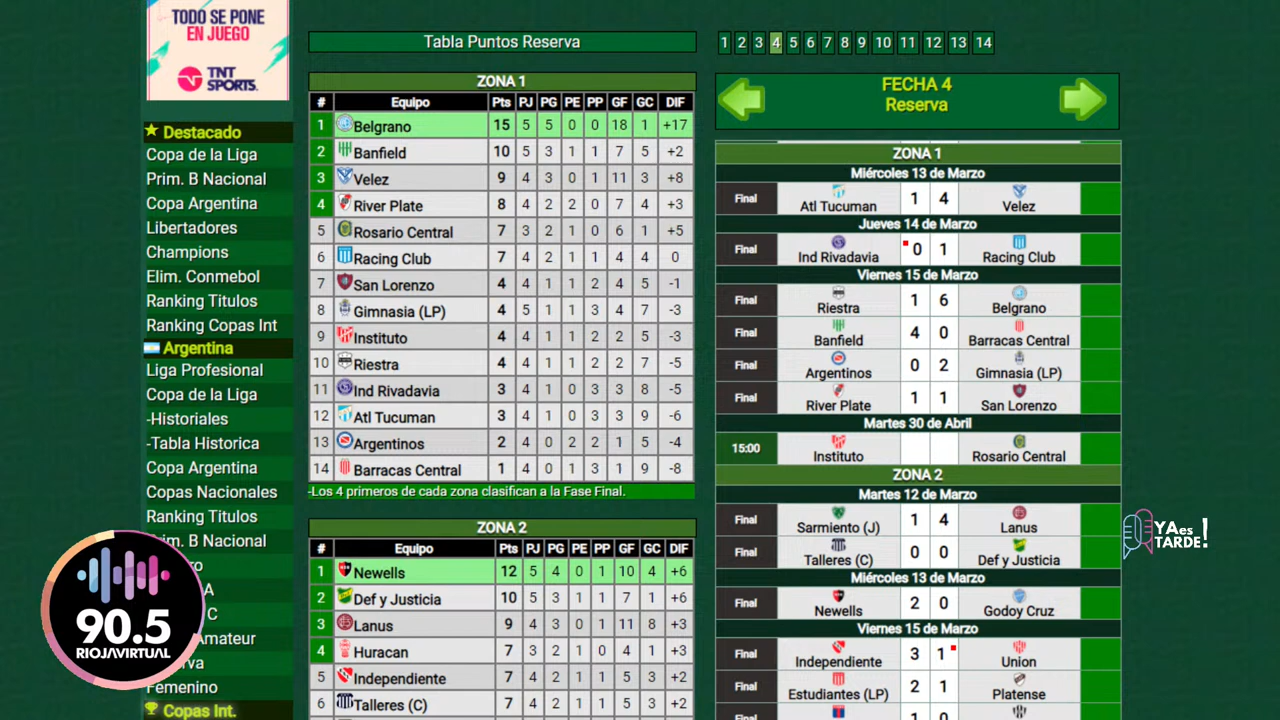 TODO SE PONE
EN JUEGO
TNT
SPORTS.
Destacado
Copa de la Liga
Prim. B Nacional
Copa Argentina
Libertadores
Champions
Elim. Conmebol
Ranking Titulos
Ranking Copas Int
Argentina
Liga Profesional
Copa de la Liga
-Historiales
-Tabla Historica
Copa Argentina
Copas Nacionales
Ranking Titulos
im. B Nacional
Femenino
Copas Int.
90.5
RIOJAVIRTUAL
Tabla Puntos Reserva
ZONA 1
# Equipo Pts PJ PG PE PP GF GC DIF
1 Belgrano 15 5 5 0 0 18 1 +17
2 Banfield 10 5 3 1 1 7 5 +2
3 Velez 9 4 3 0 1 11 3 +8
4 River Plate 8 4 2 2 0 7 4 +3
5 Rosario Central 7 3 2 1 0 6 1 +5
6 Racing Club 7 4 2 1 1 4 4 0
7 San Lorenzo 4 4 1 1 2 4 5 -1
8 Gimnasia (LP) 4 5 1 1 3 4 7 -3
9 Instituto 4 4 1 1 2 2 5 -3
10 Riestra 4 4 1 1 2 2 7 -5
11 Ind Rivadavia 3 4 1 0 3 3 8 -5
12 Atl Tucuman 3 4 1 0 3 3 9 -6
13 Argentinos 2 4 0 2 2 1 5 -4
14 Barracas Central 1 4 0 1 3 1 9 -8
-Los 4 primeros de cada zona clasifican a la Fase Final.
ZONA 2
# Equipo Pts PJ PG PE PP GF GC DIF
1 Newells 12 5 4 0 1 10 4 +6
2 Def y Justicia 10 5 3 1 1 7 1 +6
3 Lanus 9 4 3 0 1 11 8 +3
4 Huracan 7 3 2 1 0 4 1 +3
5 Independiente 7 4 2 1 1 5 3 +2
6 Talleres (C) 7 4 2 1 1 5 3 +2
1 2 3 4 5 6 7 8 9 10 11 12 13 14
FECHA 4
Reserva
ZONA 1
Miércoles 13 de Marzo
Final Atl Tucuman 1 4 Velez
Jueves 14 de Marzo
Final Ind Rivadavia 0 1 Racing Club
Viernes 15 de Marzo
Final Riestra 1 6 Belgrano
Final Banfield 4 0 Barracas Central
Final Argentinos 0 2 Gimnasia (LP)
Final River Plate 1 1 San Lorenzo
Martes 30 de Abril
15:00 Instituto Rosario Central
ZONA 2
Martes 12 de Marzo
Final Sarmiento (J) 1 4 Lanus
Final Talleres (C) 0 0 Def y Justicia
Miércoles 13 de Marzo
Final Newells 2 0 Godoy Cruz
Viernes 15 de Marzo
Final Independiente 3 1 Union
Final Estudiantes (LP) 2 1 Platense
Final 1 0
YAes
TARDE!